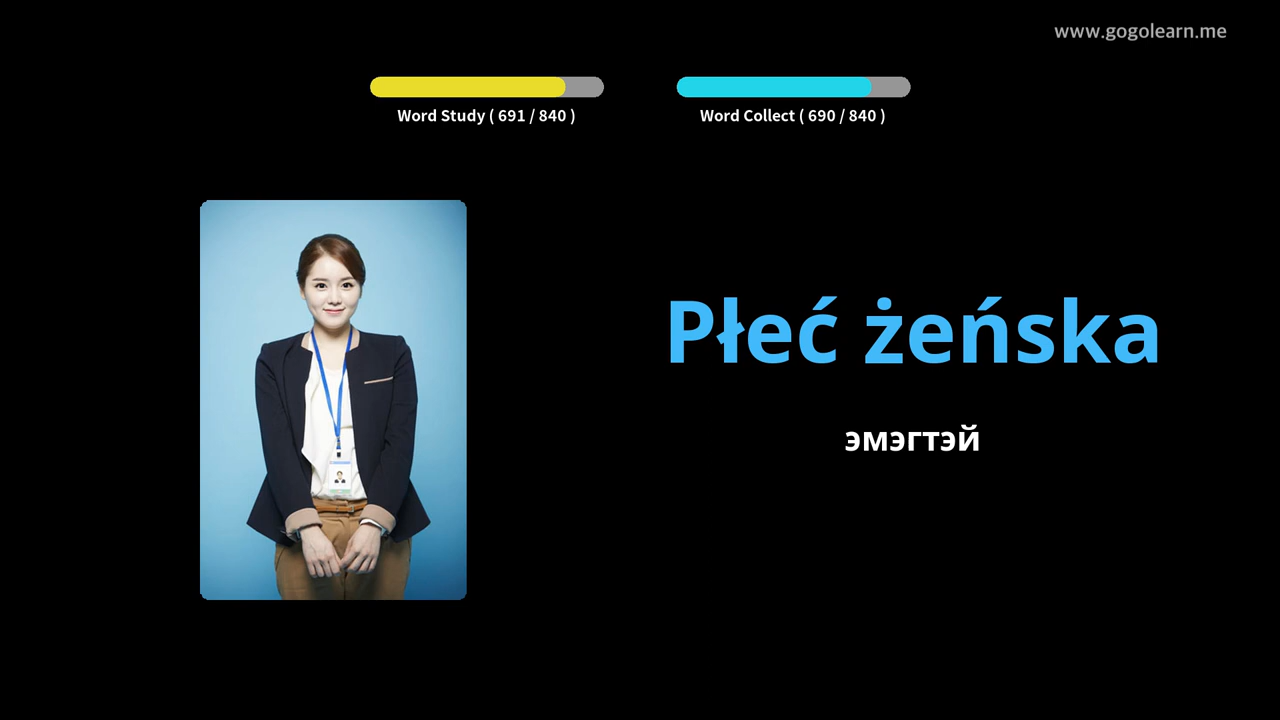 www.gogolearn.me
Word Study ( 691 / 840 )
Word Collect ( 690 / 840 )
Płeć żeńska
эмэгтэй